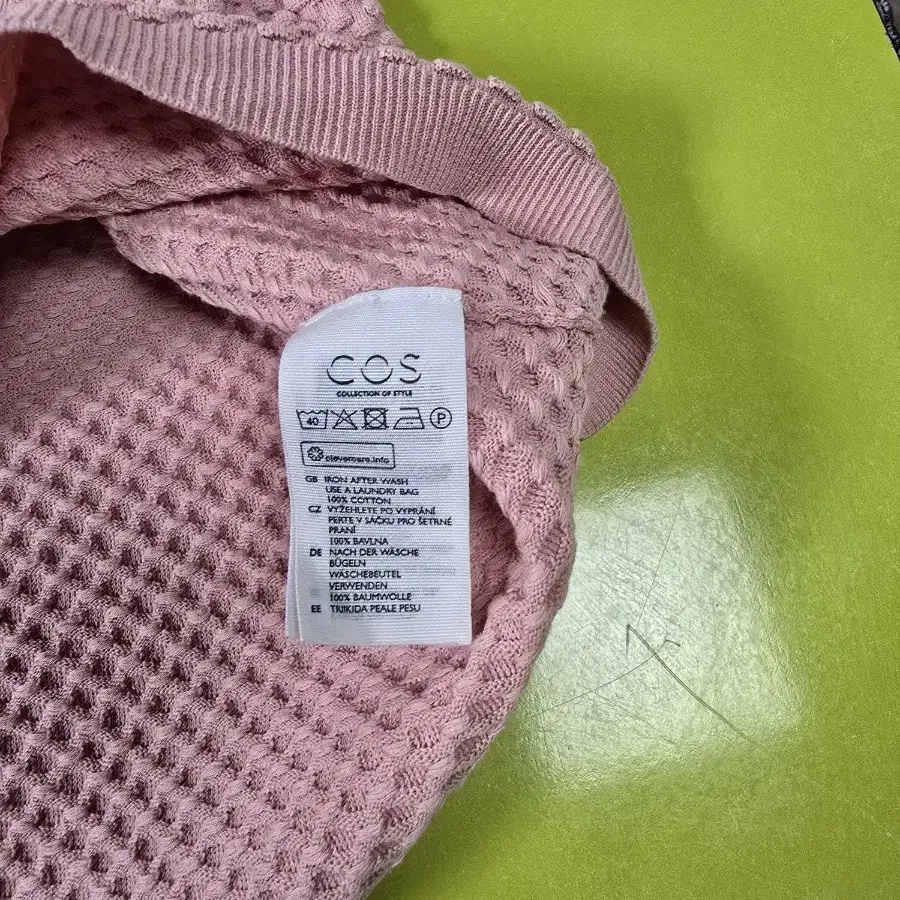 COS
COLLECTION OF STYLE
40 P
clevercare.info
GB IRON AFTER WASH
USE A LAUNDRY BAG
100% COTTON
CZ VYŽEHLETE PO VYPRÁNÍ
PERTE V SÁČKU PRO ŠETRNÉ
PRANÍ
100% BAVLNA
DE NACH DER WÄSCHE
BÜGELN
WÄSCHEBEUTEL
VERWENDEN
100% BAUMWOLLE
EE TRIIKIDA PEALE PESU